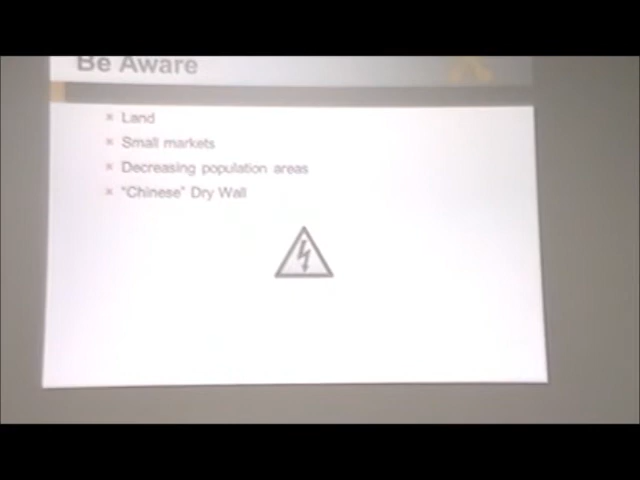 Be Aware
Land
Small markets
Decreasing population areas
"Chinese" Dry Wall